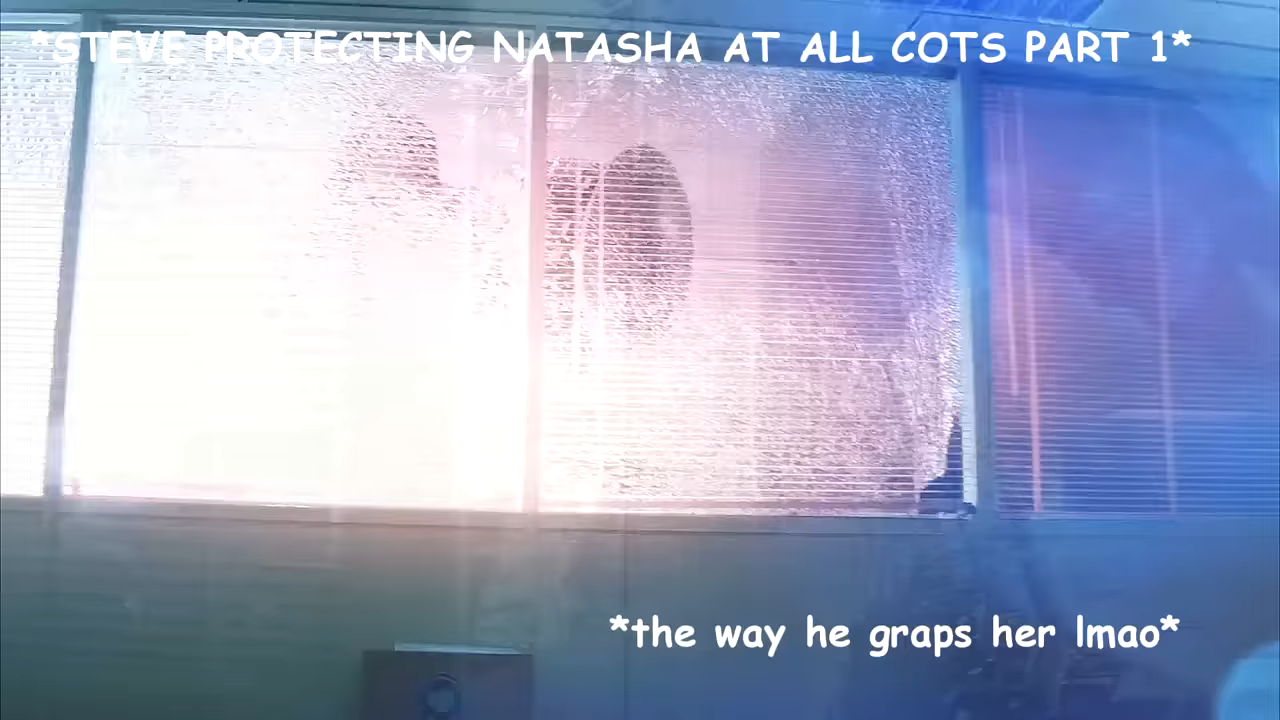 *STEVE PROTECTING NATASHA AT ALL COTS PART 1*
*the way he graps her lmao*